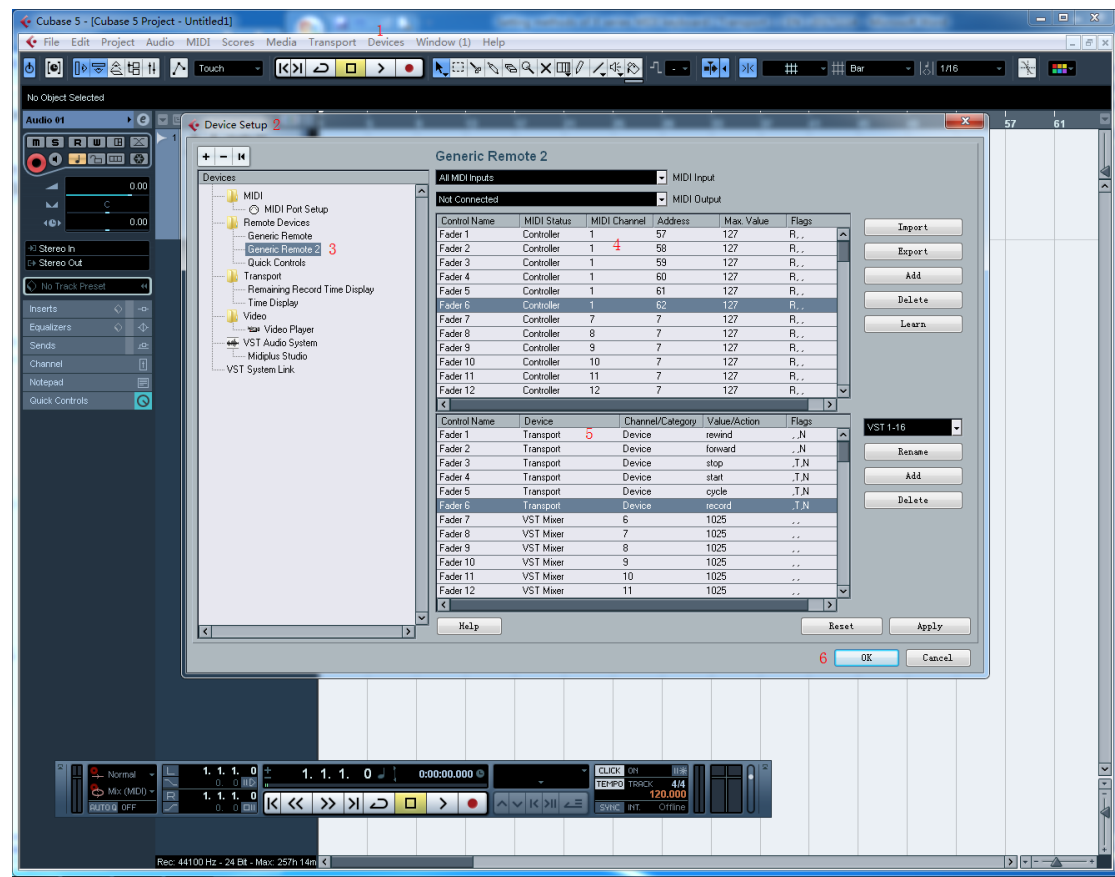 Cubase 5 - [Cubase 5 Project - Untitled1]
1
File Edit Project Audio MIDI Scores Media Transport Devices Window (1) Help
Touch - - Bar 1/16
No Object Selected
Audio 01 e 1 57 61
Device Setup 2
m S R W
0.00
C
0.00
Stereo In
Stereo Out
No Track Preset
Inserts
Equalizers
Sends
Channel
Notepad
Quick Controls
+ -
Devices
MIDI
MIDI Port Setup
Remote Devices
Generic Remote
Generic Remote 2 3
Quick Controls
Transport
Remaining Record Time Display
Time Display
Video
Video Player
VST Audio System
Midiplus Studio
VST System Link
Generic Remote 2
All MIDI Inputs MIDI Input
Not Connected MIDI Output
Control Name MIDI Status MIDI Channel Address Max. Value Flags
Fader 1 Controller 1 57 127 R, ,
Fader 2 Controller 1 4 58 127 R, ,
Fader 3 Controller 1 59 127 R, ,
Fader 4 Controller 1 60 127 R, ,
Fader 5 Controller 1 61 127 R, ,
Fader 6 Controller 1 62 127 R, ,
Fader 7 Controller 7 7 127 R, ,
Fader 8 Controller 8 7 127 R, ,
Fader 9 Controller 9 7 127 R, ,
Fader 10 Controller 10 7 127 R, ,
Fader 11 Controller 11 7 127 R, ,
Fader 12 Controller 12 7 127 R, ,
Import
Export
Add
Delete
Learn
Control Name Device Channel/Category Value/Action Flags
Fader 1 Transport 5 Device rewind , ,N
Fader 2 Transport Device forward , ,N
Fader 3 Transport Device stop ,T,N
Fader 4 Transport Device start ,T,N
Fader 5 Transport Device cycle ,T,N
Fader 6 Transport Device record ,T,N
Fader 7 VST Mixer 6 1025 , ,
Fader 8 VST Mixer 7 1025 , ,
Fader 9 VST Mixer 8 1025 , ,
Fader 10 VST Mixer 9 1025 , ,
Fader 11 VST Mixer 10 1025 , ,
Fader 12 VST Mixer 11 1025 , ,
VST 1-16
Rename
Add
Delete
Help Reset Apply
6 OK Cancel
Normal
Mix (MIDI)
AUTO Q OFF
L 1. 1. 1. 0
0. 0
R 1. 1. 1. 0
0. 0
1. 1. 1. 0 0:00:00.000
CLICK ON
TEMPO TRACK 4/4
120.000
SYNC INT. Offline
Rec: 44100 Hz - 24 Bit - Max: 257h 14m